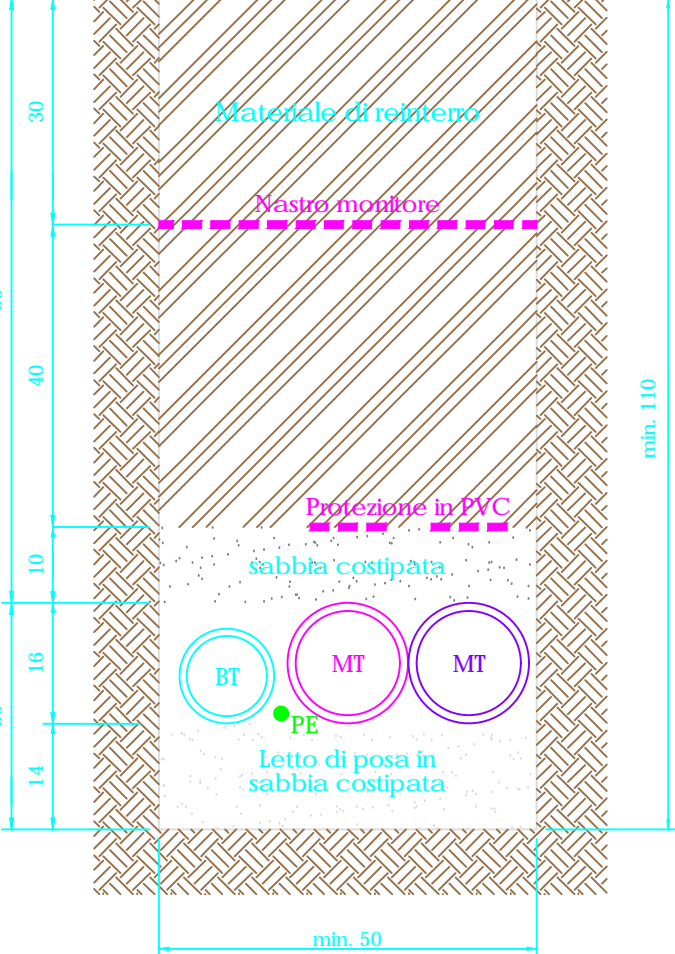 30
Materiale di reinterro
Nastro monitore
40
min. 110
Protezione in PVC
10
sabbia costipata
16
BT
MT
MT
PE
14
Letto di posa in
sabbia costipata
min. 50